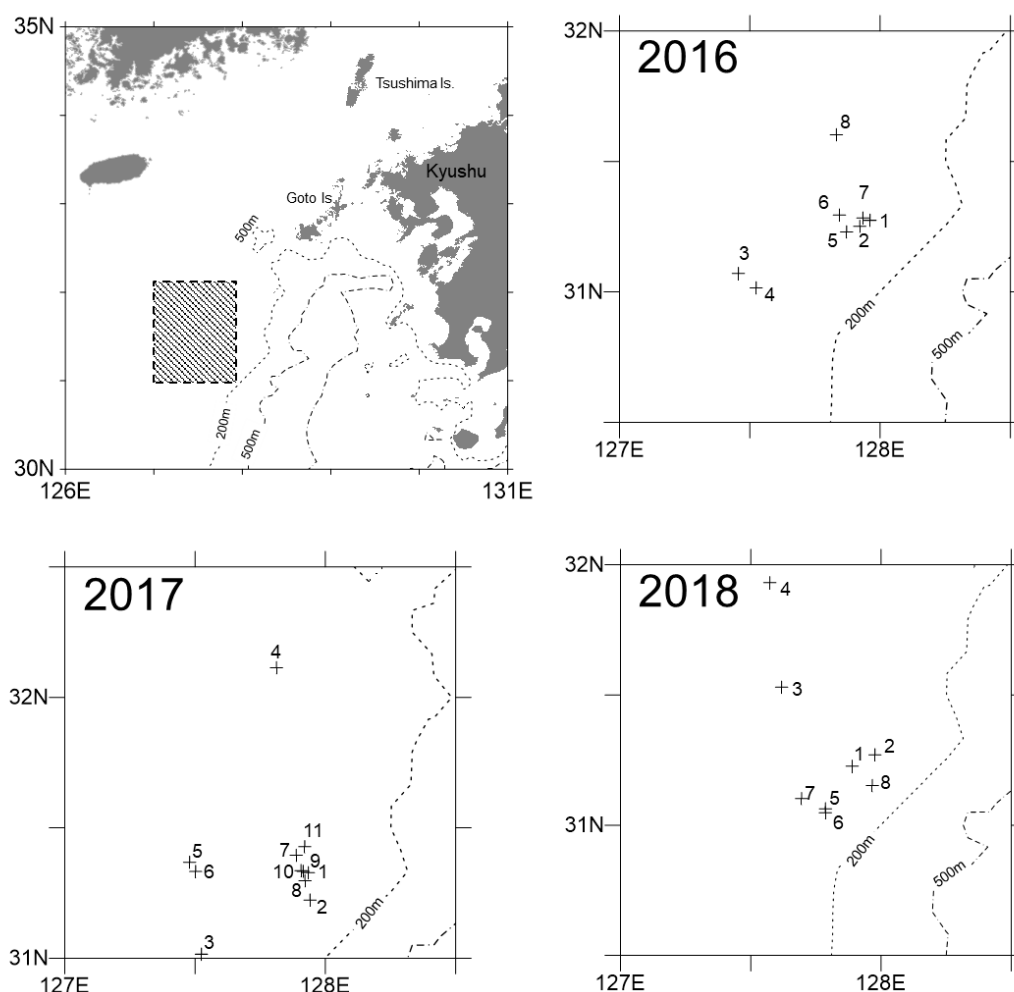 35N
Tsushima Is.
Kyushu
Goto Is.
500m
200m
500m
30N
126E
131E
32N
2016
8
6
7
1
5
2
3
4
31N
200m
500m
127E
128E
2017
4
32N
11
7
5
9
6
10
1
8
2
3
200m
31N
127E
128E
32N
2018
4
3
2
1
8
7
5
6
31N
200m
500m
127E
128E